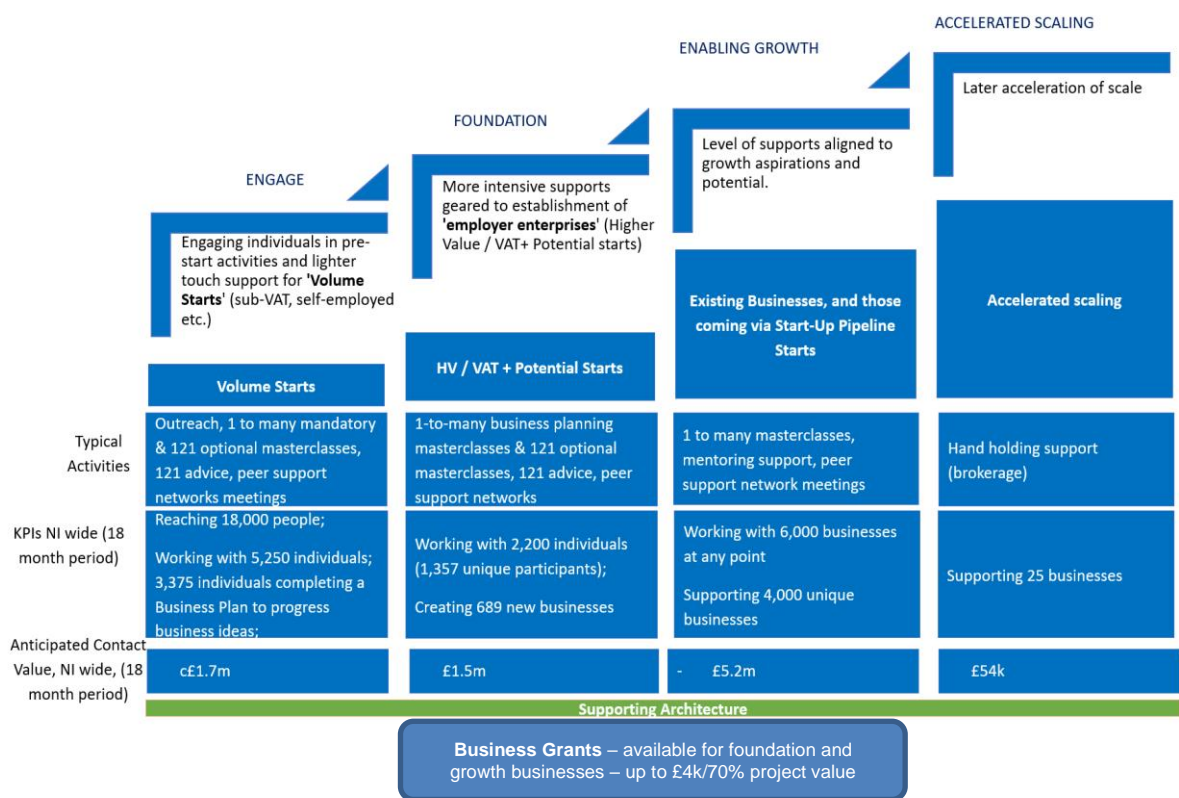 ACCELERATED SCALING
Later acceleration of scale
ENABLING GROWTH
Level of supports aligned to
growth aspirations and
potential.
FOUNDATION
More intensive supports
geared to establishment of
'employer enterprises' (Higher
Value / VAT+ Potential starts)
ENGAGE
Engaging individuals in pre-
start activities and lighter
touch support for 'Volume
Starts' (sub-VAT, self-employed
etc.)
Volume Starts
HV / VAT + Potential Starts
Existing Businesses, and those
coming via Start-Up Pipeline
Starts
Accelerated scaling
Typical
Activities
Outreach, 1 to many mandatory
& 121 optional masterclasses,
121 advice, peer support
networks meetings
1-to-many business planning
masterclasses & 121 optional
masterclasses, 121 advice, peer
support networks
1 to many masterclasses,
mentoring support, peer
support network meetings
Hand holding support
(brokerage)
KPIs NI wide (18
month period)
Reaching 18,000 people;
Working with 5,250 individuals;
3,375 individuals completing a
Business Plan to progress
business ideas;
Working with 2,200 individuals
(1,357 unique participants);
Creating 689 new businesses
Working with 6,000 businesses
at any point
Supporting 4,000 unique
businesses
Supporting 25 businesses
Anticipated Contact
Value, NI wide, (18
month period)
c£1.7m
£1.5m
- £5.2m
£54k
Supporting Architecture
Business Grants – available for foundation and
growth businesses – up to £4k/70% project value